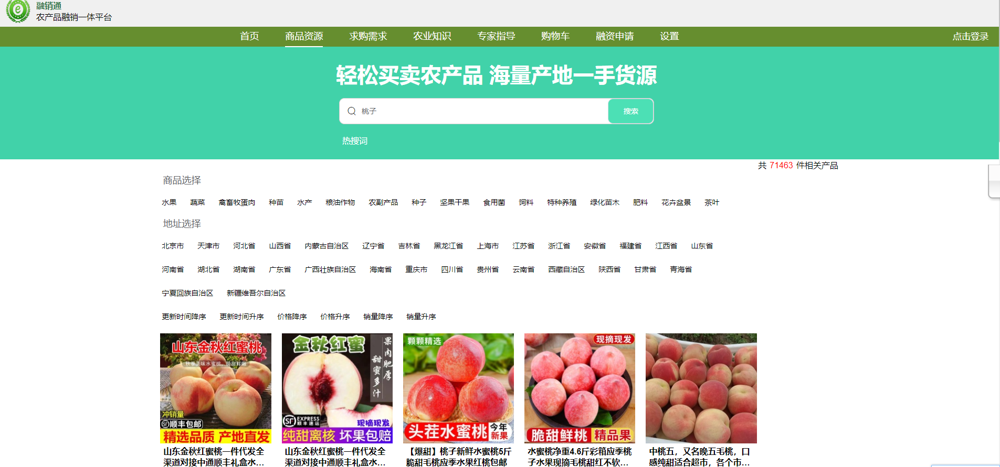 融销通
农产品融销一体平台
首页 商品资源 求购需求 农业知识 专家指导 购物车 融资申请 设置 点击登录
轻松买卖农产品 海量产地一手货源
桃子 搜索
热搜词
共 71463 件相关产品
商品选择
水果 蔬菜 禽畜牧蛋肉 种苗 水产 粮油作物 农副产品 种子 坚果干果 食用菌 饲料 特种养殖 绿化苗木 肥料 花卉盆景 茶叶
地址选择
北京市 天津市 河北省 山西省 内蒙古自治区 辽宁省 吉林省 黑龙江省 上海市 江苏省 浙江省 安徽省 福建省 江西省 山东省
河南省 湖北省 湖南省 广东省 广西壮族自治区 海南省 重庆市 四川省 贵州省 云南省 西藏自治区 陕西省 甘肃省 青海省
宁夏回族自治区 新疆维吾尔自治区
更新时间降序 更新时间升序 价格降序 价格升序 销量降序 销量升序
山东金秋红蜜桃
秋季美味水蜜桃，脆甜鲜嫩
冲销量
SF 顺丰包邮
精选品质 产地直发
金秋红蜜
果肉肥厚
甜蜜多汁
SF EXPRESS
顺丰速运
现摘现发
纯甜离核 坏果包赔
颗颗精选
头茬水蜜桃
今年
新果
现摘现发
脆甜鲜桃 精品果
山东金秋红蜜桃一件代发全
渠道对接中通顺丰礼盒水...
山东金秋红蜜桃一件代发全
渠道对接中通顺丰礼盒水...
【爆甜】桃子新鲜水蜜桃5斤
脆甜毛桃应季水果红桃包邮
水蜜桃净重4.6斤彩箱应季桃
子水果现摘毛桃甜红不软...
中桃五，又名晚五毛桃，口
感纯甜适合超市，各个市...